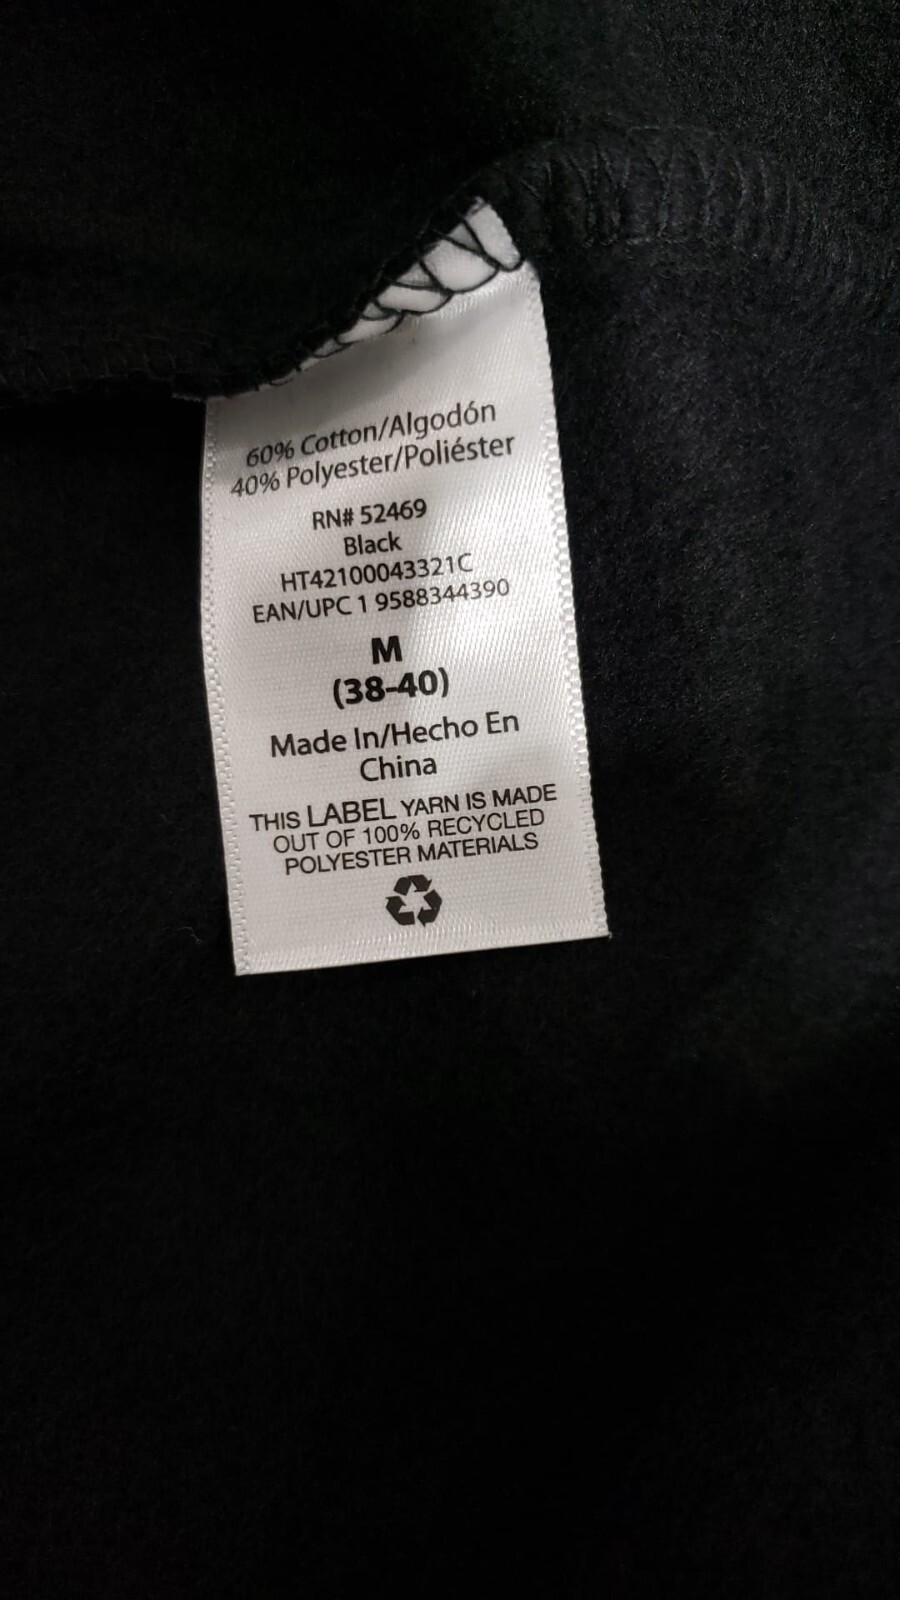 60% Cotton/Algodón
40% Polyester/Poliéster
RN# 52469
Black
HT42100043321C
EAN/UPC 1 9588344390
M
(38-40)
Made In/Hecho En
China
THIS LABEL YARN IS MADE
OUT OF 100% RECYCLED
POLYESTER MATERIALS